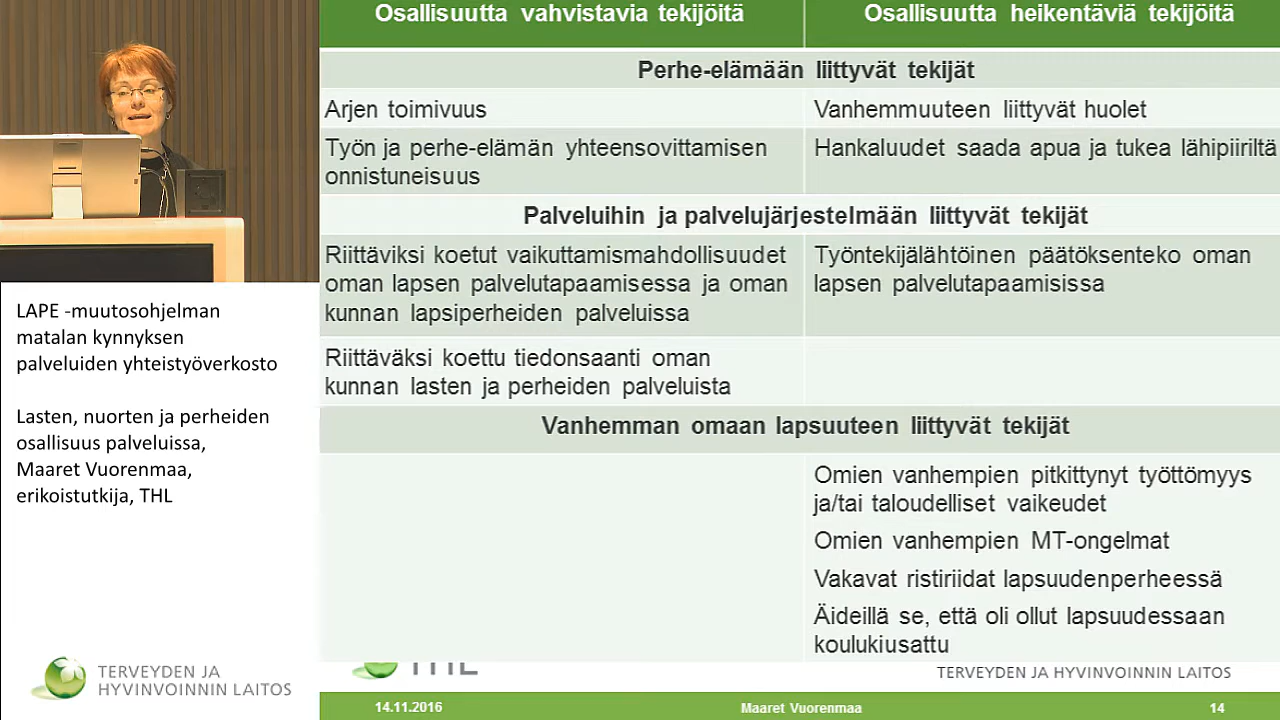 Osallisuutta vahvistavia tekijöitä
Osallisuutta heikentäviä tekijöitä
Perhe-elämään liittyvät tekijät
Arjen toimivuus
Vanhemmuuteen liittyvät huolet
Työn ja perhe-elämän yhteensovittamisen
onnistuneisuus
Hankaluudet saada apua ja tukea lähipiiriltä
Palveluihin ja palvelujärjestelmään liittyvät tekijät
Riittäviksi koetut vaikuttamismahdollisuudet
oman lapsen palvelutapaamisessa ja oman
kunnan lapsiperheiden palveluissa
Työntekijälähtöinen päätöksenteko oman
lapsen palvelutapaamisissa
Riittäväksi koettu tiedonsaanti oman
kunnan lasten ja perheiden palveluista
Vanhemman omaan lapsuuteen liittyvät tekijät
Omien vanhempien pitkittynyt työttömyys
ja/tai taloudelliset vaikeudet
Omien vanhempien MT-ongelmat
Vakavat ristiriidat lapsuudenperheessä
Äideillä se, että oli ollut lapsuudessaan
koulukiusattu
THL
TERVEYDEN JA HYVINVOINNIN LAITOS
14.11.2016
Maaret Vuorenmaa
14
LAPE -muutosohjelman
matalan kynnyksen
palveluiden yhteistyöverkosto
Lasten, nuorten ja perheiden
osallisuus palveluissa,
Maaret Vuorenmaa,
erikoistutkija, THL
TERVEYDEN JA
HYVINVOINNIN LAITOS